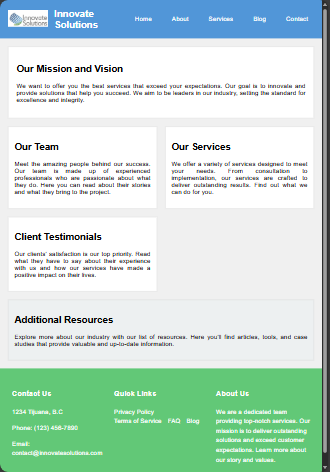 Innovate
Solutions
Innovate
Solutions
Home About Services Blog Contact
Our Mission and Vision
We want to offer you the best services that exceed your expectations. Our goal is to innovate and
provide solutions that help you succeed. We aim to be leaders in our industry, setting the standard for
excellence and integrity.
Our Team
Meet the amazing people behind our success.
Our team is made up of experienced
professionals who are passionate about what
they do. Here you can read about their stories
and what they bring to the project.
Our Services
We offer a variety of services designed to meet
your needs. From consultation to
implementation, our services are crafted to
deliver outstanding results. Find out what we
can do for you.
Client Testimonials
Our clients' satisfaction is our top priority. Read
what they have to say about their experience
with us and how our services have made a
positive impact on their lives.
Additional Resources
Explore more about our industry with our list of resources. Here you'll find articles, tools, and case
studies that provide valuable and up-to-date information.
Contact Us
1234 Tijuana, B.C
Phone: (123) 456-7890
Email:
contact@innovatesolutions.com
Quick Links
Privacy Policy
Terms of Service FAQ Blog
About Us
We are a dedicated team
providing top-notch services. Our
mission is to deliver outstanding
solutions and exceed customer
expectations. Learn more about
our story and values.